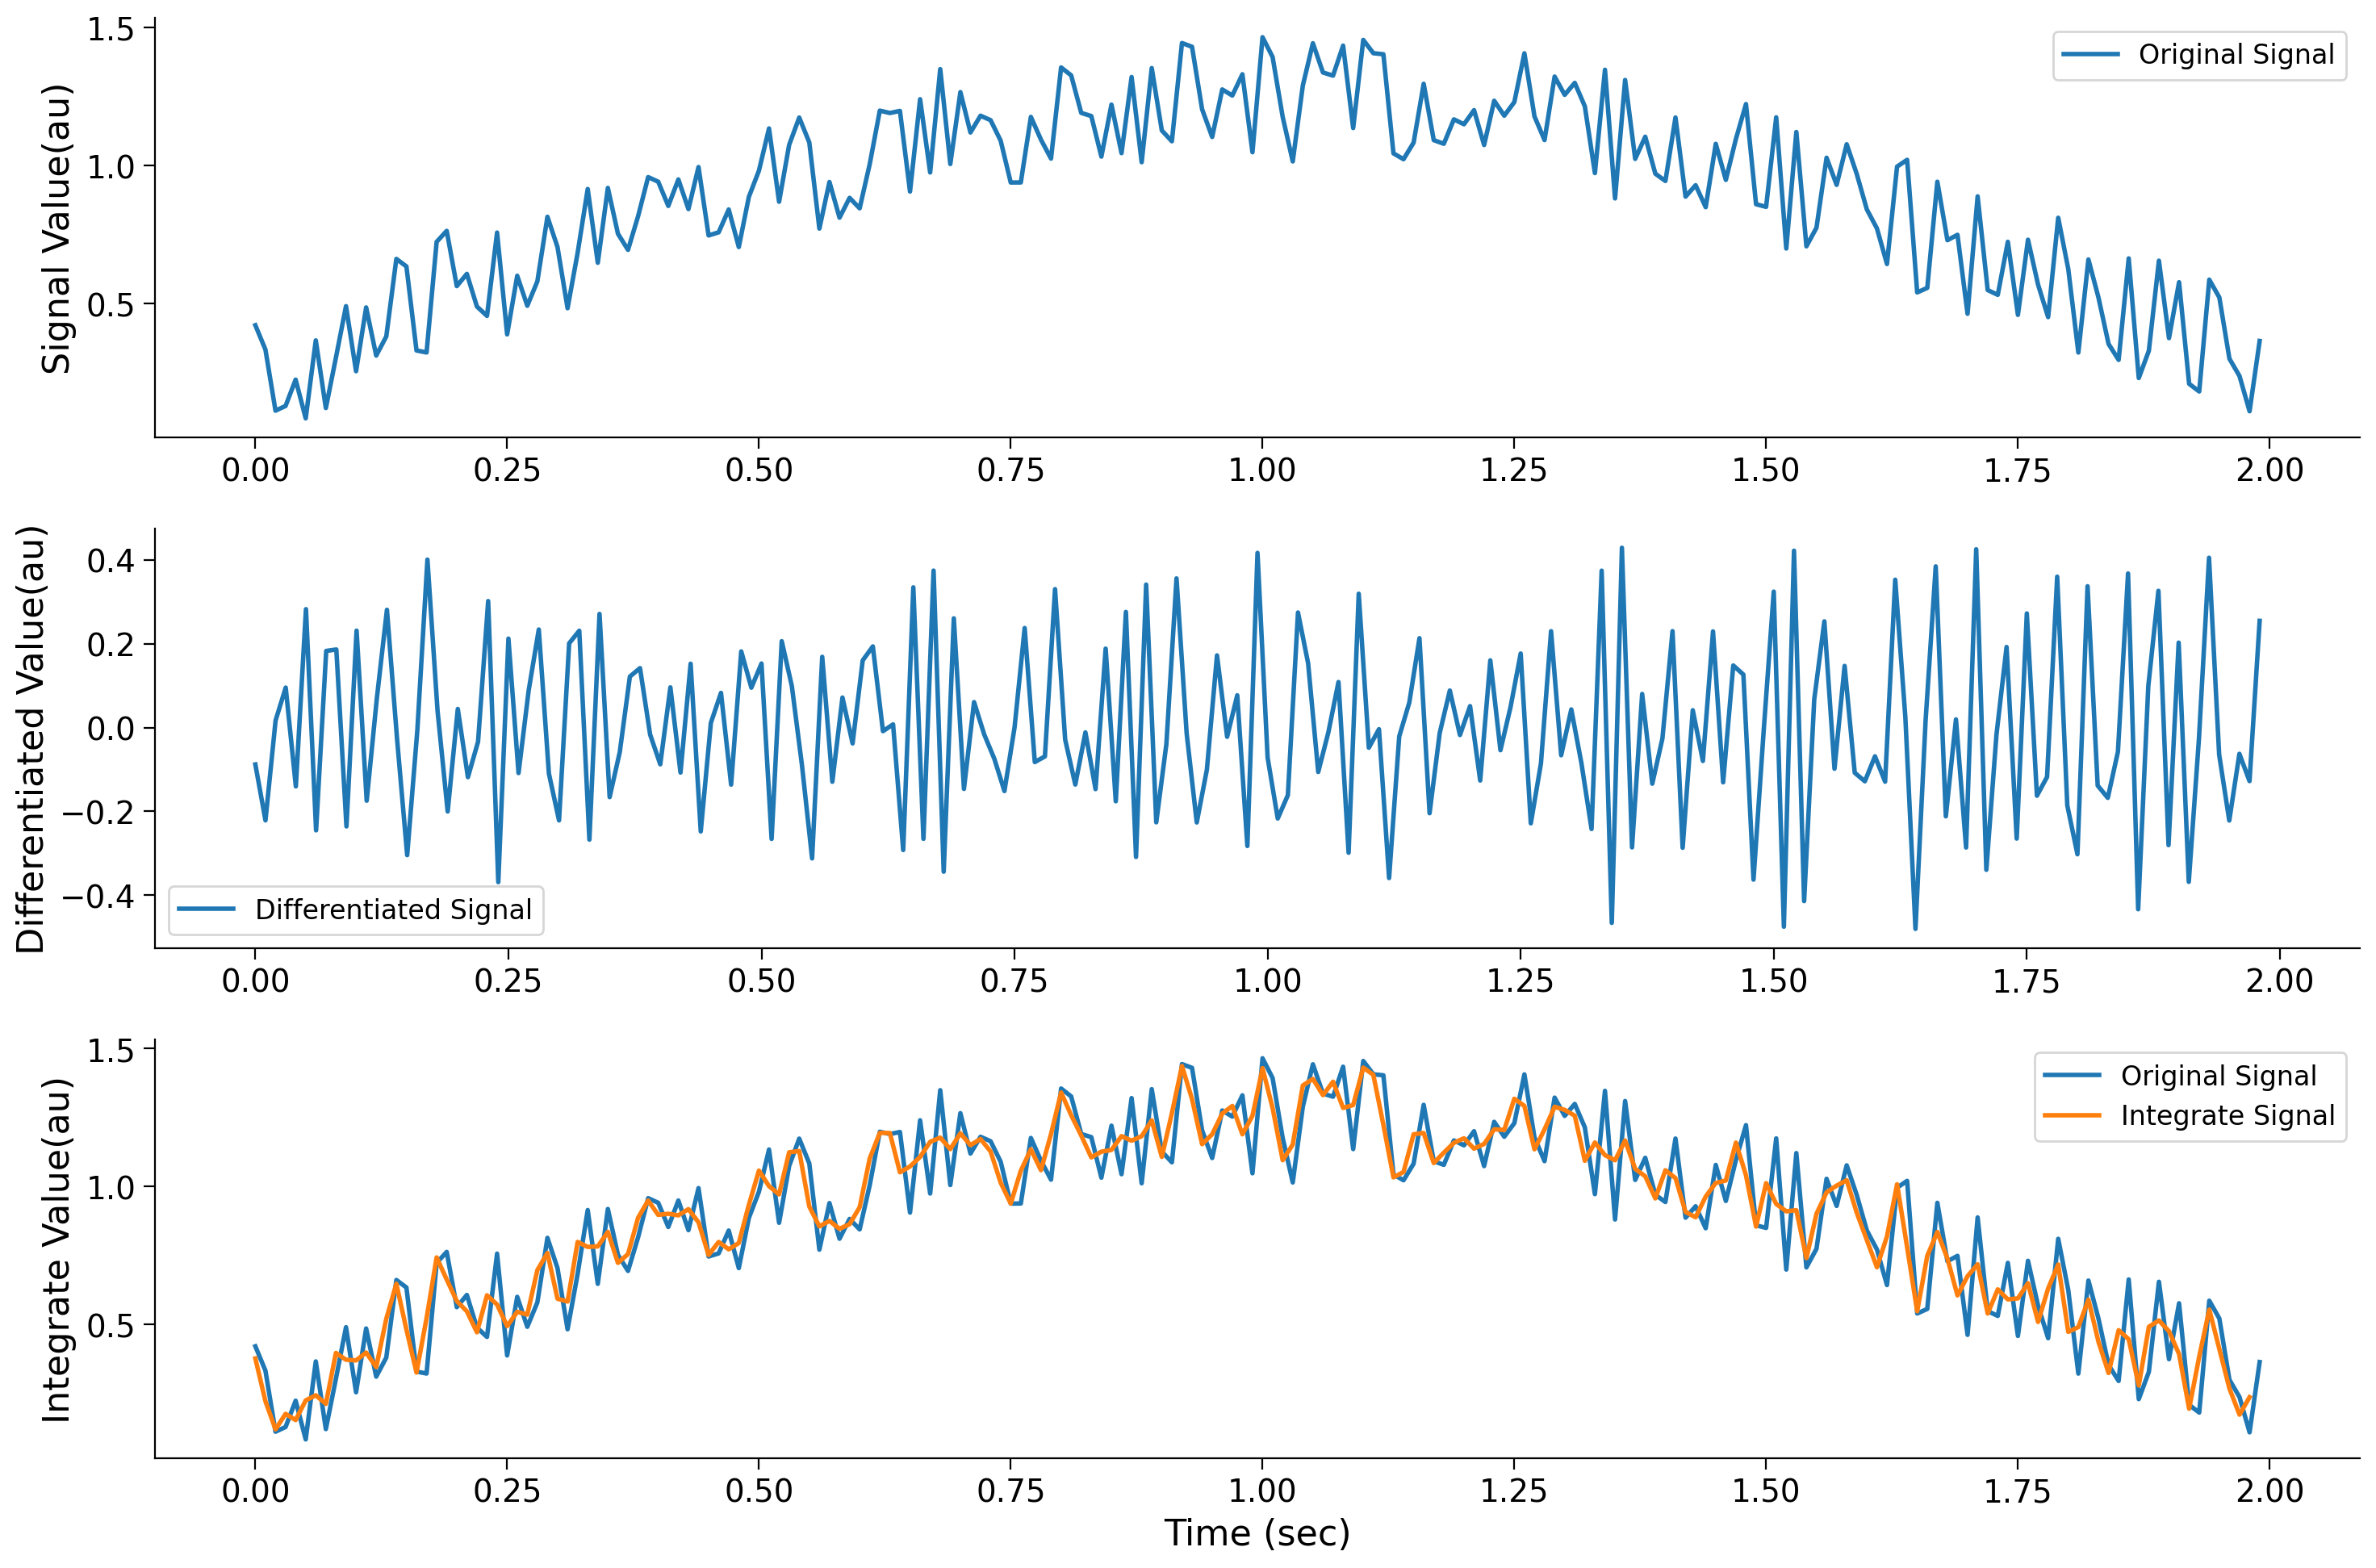 Signal Value(au)
1.5
1.0
0.5
Original Signal
0.00 0.25 0.50 0.75 1.00 1.25 1.50 1.75 2.00
Differentiated Value(au)
0.4
0.2
0.0
−0.2
−0.4
Differentiated Signal
0.00 0.25 0.50 0.75 1.00 1.25 1.50 1.75 2.00
Integrate Value(au)
1.5
1.0
0.5
Original Signal
Integrate Signal
0.00 0.25 0.50 0.75 1.00 1.25 1.50 1.75 2.00
Time (sec)